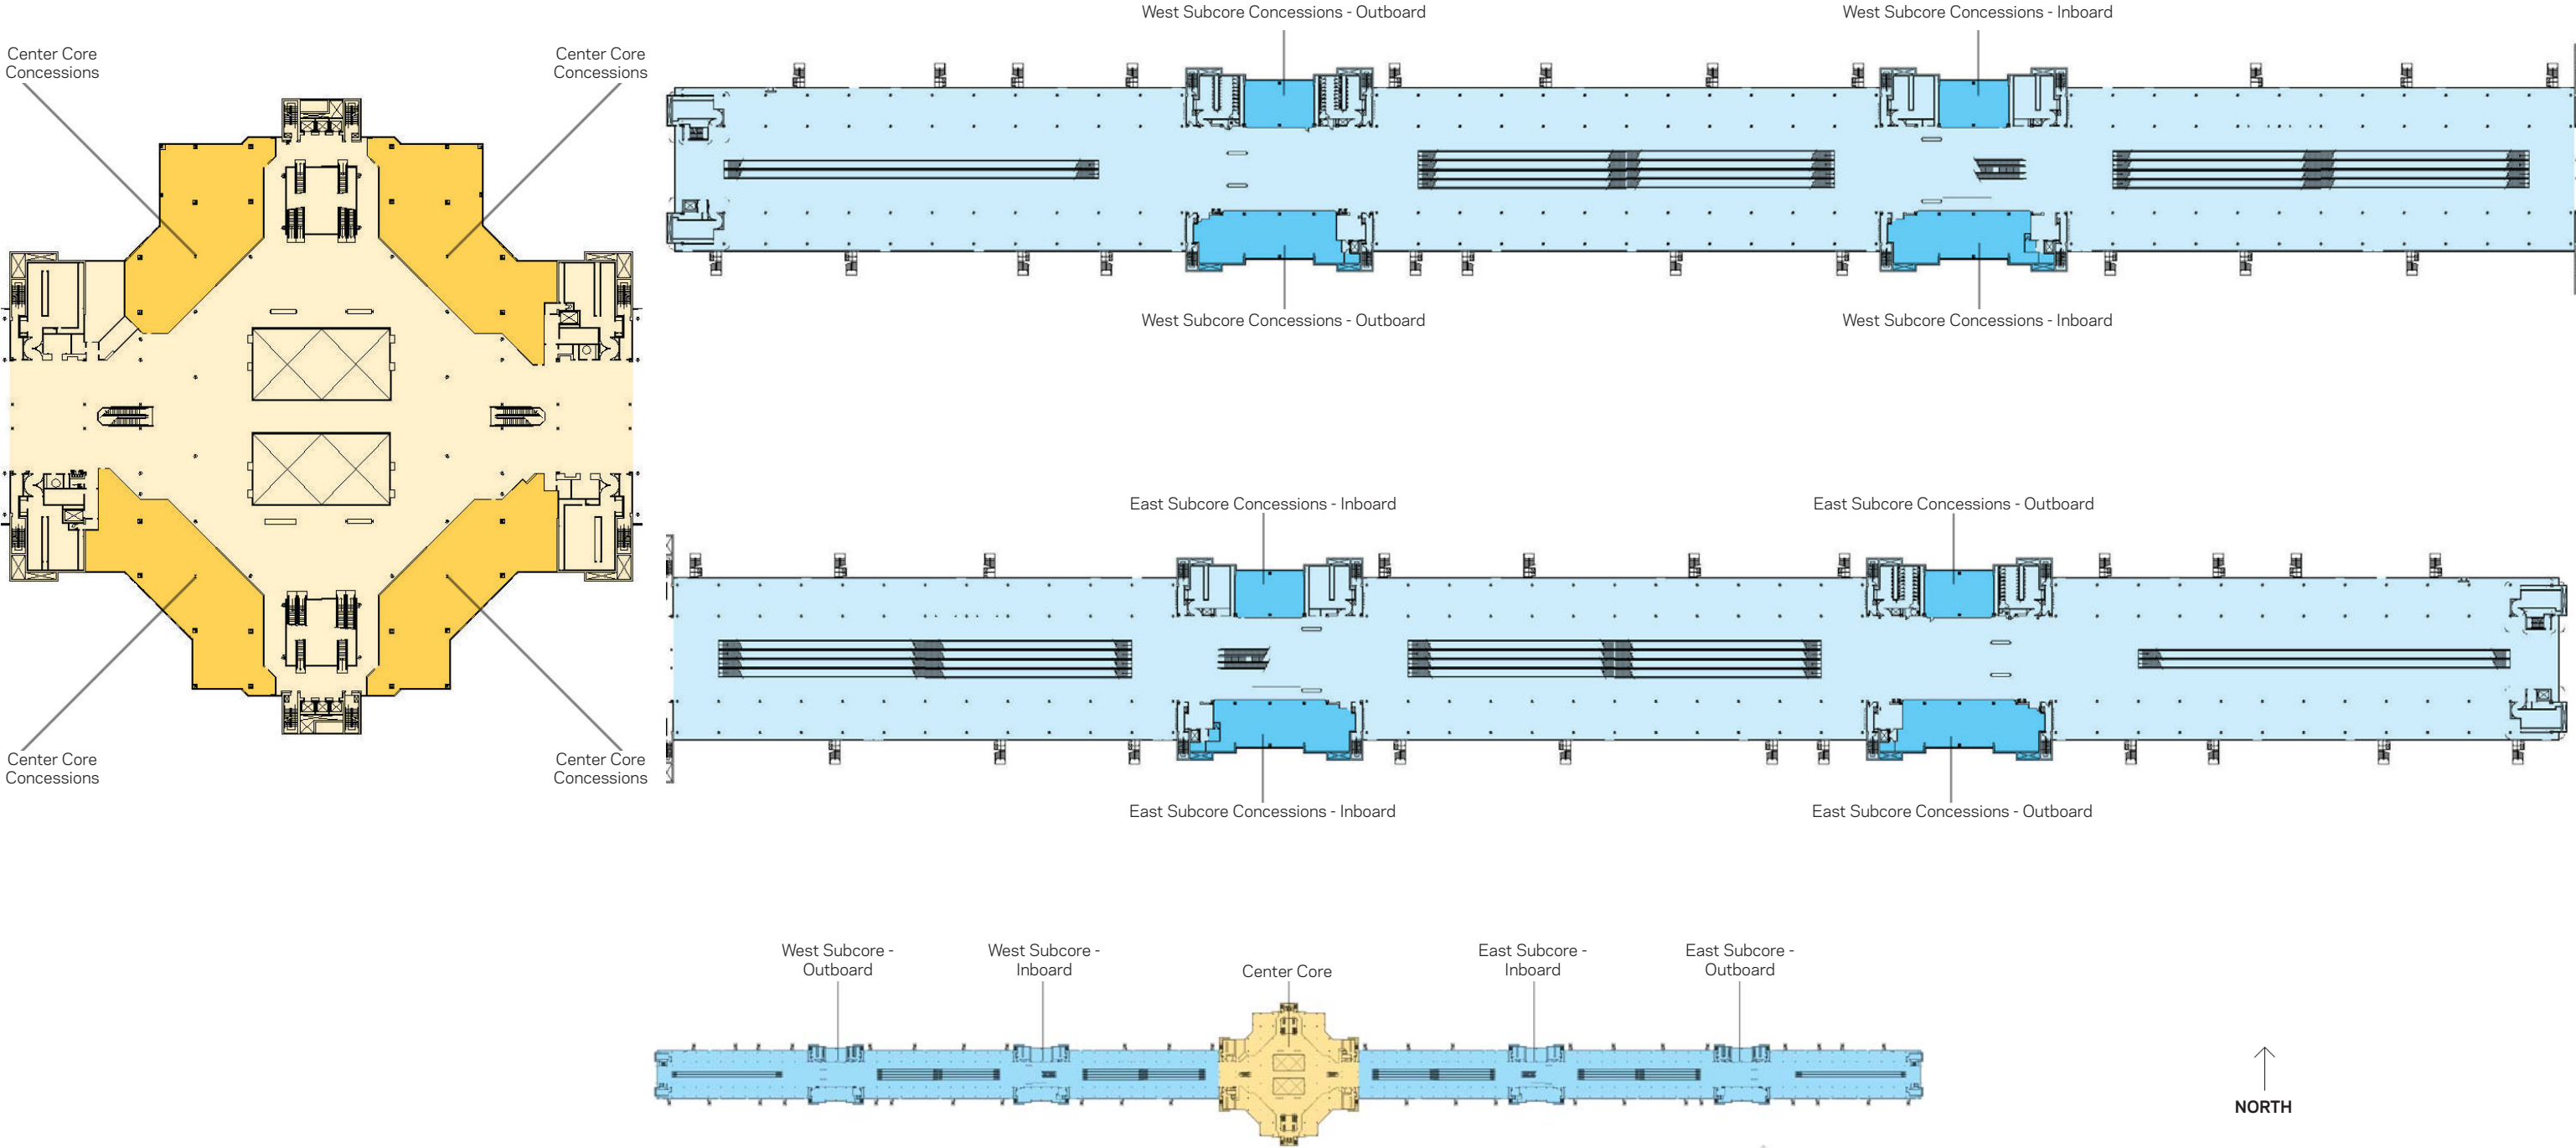 West Subcore Concessions - Outboard
West Subcore Concessions - Inboard
Center Core
Concessions
Center Core
Concessions
West Subcore Concessions - Outboard
West Subcore Concessions - Inboard
East Subcore Concessions - Inboard
East Subcore Concessions - Outboard
Center Core
Concessions
Center Core
Concessions
East Subcore Concessions - Inboard
East Subcore Concessions - Outboard
West Subcore -
Outboard
West Subcore -
Inboard
Center Core
East Subcore -
Inboard
East Subcore -
Outboard
NORTH